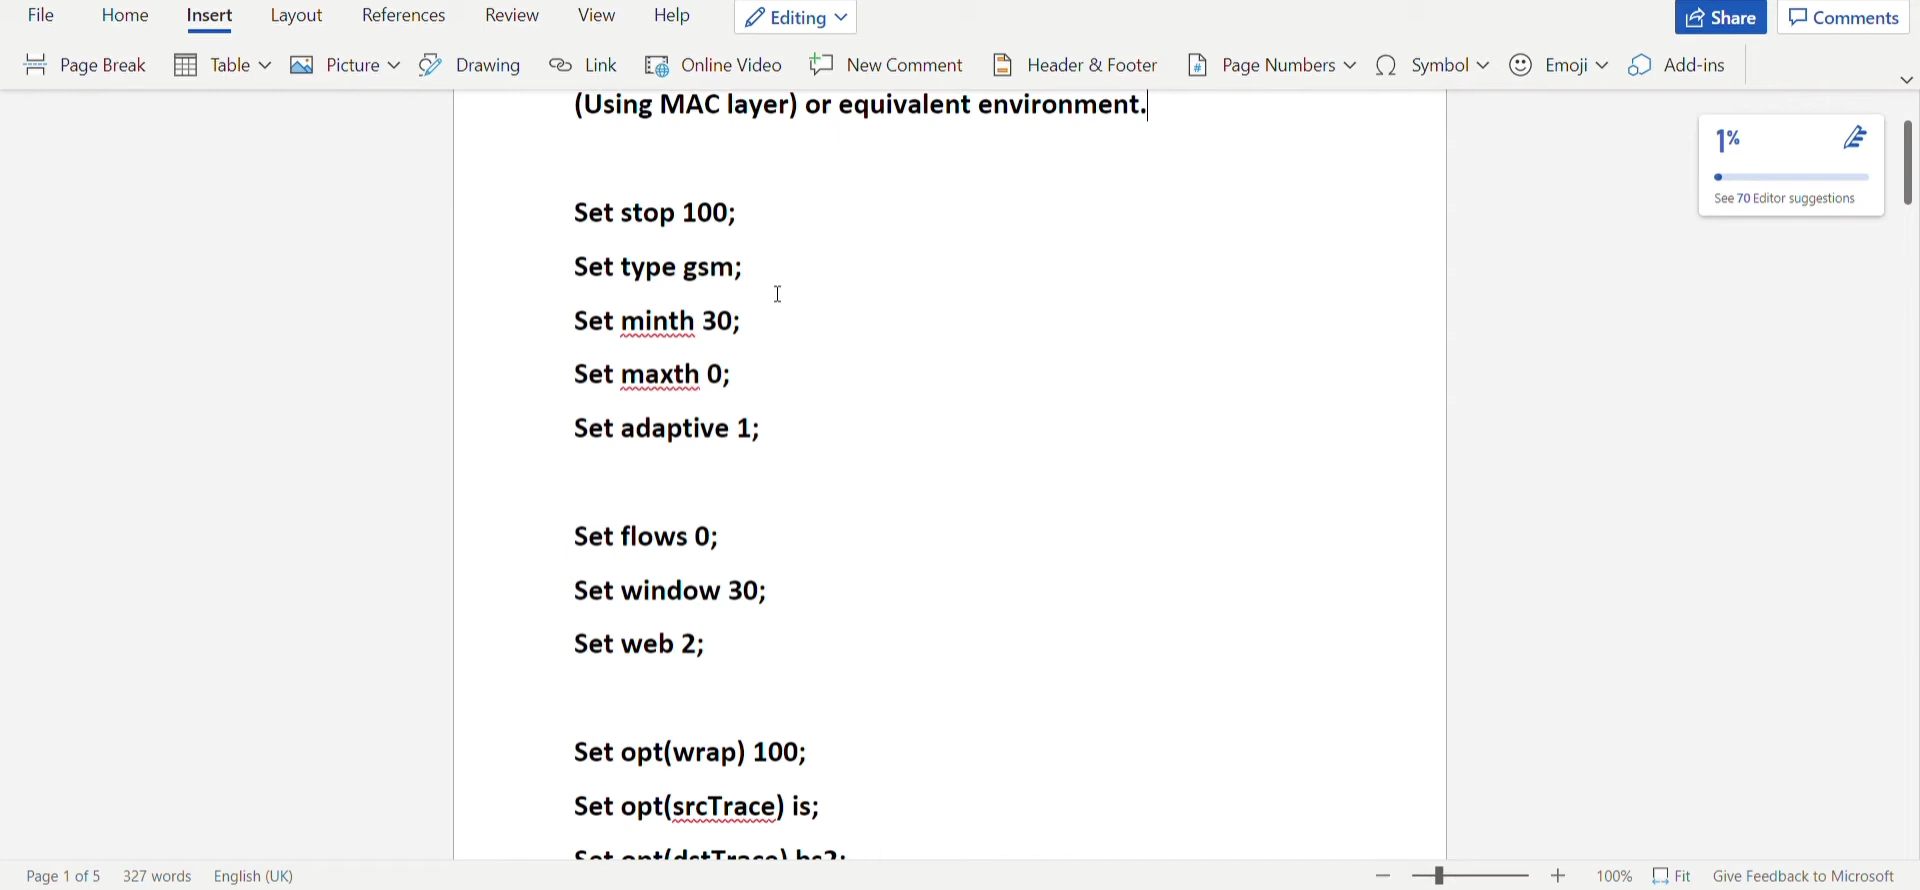 File Home Insert Layout References Review View Help Editing Share Comments
Page Break Table Picture Drawing Link Online Video New Comment Header & Footer Page Numbers Symbol Emoji Add-ins
(Using MAC layer) or equivalent environment.
1%
See 70 Editor suggestions
Set stop 100;
Set type gsm;
Set minth 30;
Set maxth 0;
Set adaptive 1;
Set flows 0;
Set window 30;
Set web 2;
Set opt(wrap) 100;
Set opt(srcTrace) is;
Set opt(dstTrace) bs2;
Page 1 of 5 327 words English (UK) 100% Fit Give Feedback to Microsoft